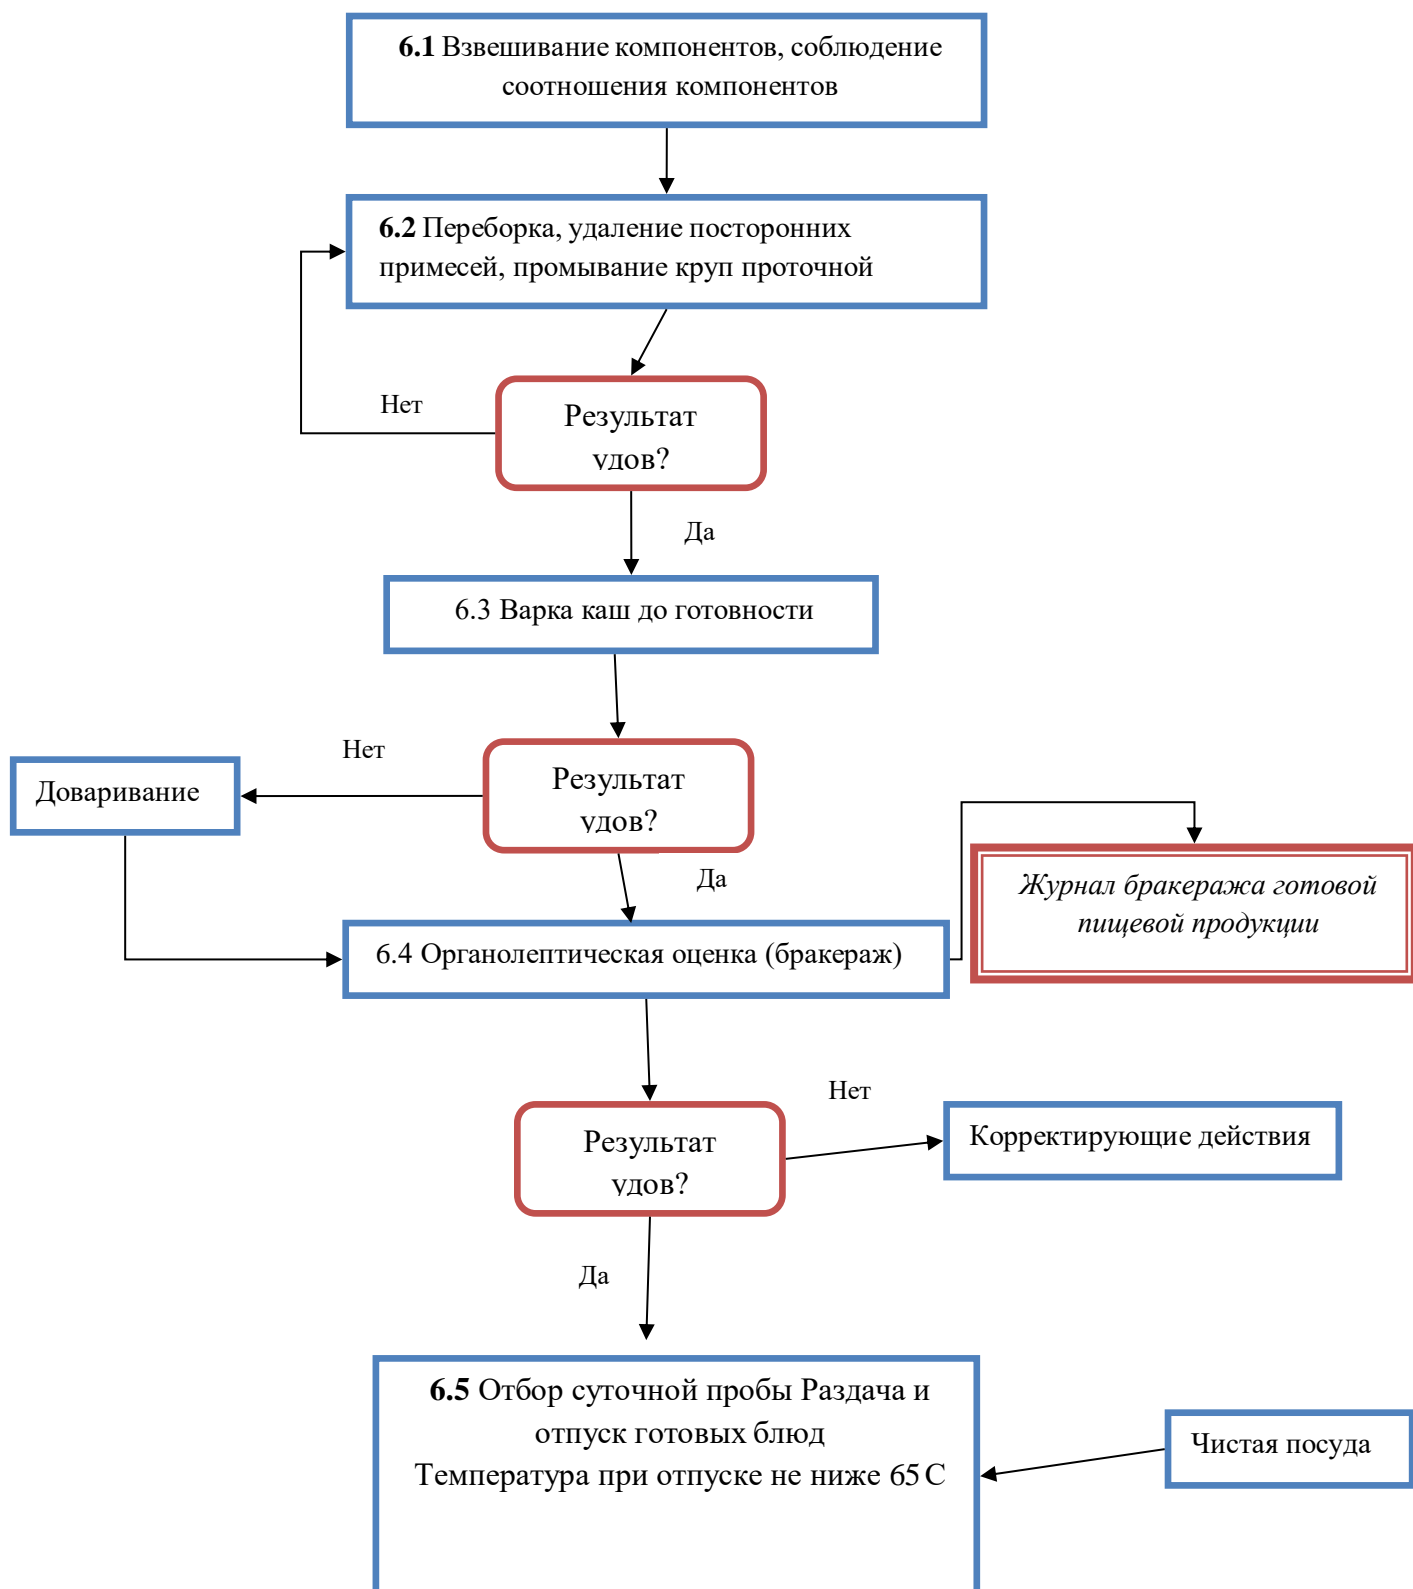 6.1 Взвешивание компонентов, соблюдение
соотношения компонентов
6.2 Переборка, удаление посторонних
примесей, промывание круп проточной
Нет
Результат
удов?
Да
6.3 Варка каш до готовности
Нет
Доваривание
Результат
удов?
Да
Журнал бракеража готовой
пищевой продукции
6.4 Органолептическая оценка (бракераж)
Нет
Результат
удов?
Корректирующие действия
Да
6.5 Отбор суточной пробы Раздача и
отпуск готовых блюд
Температура при отпуске не ниже 65 С
Чистая посуда